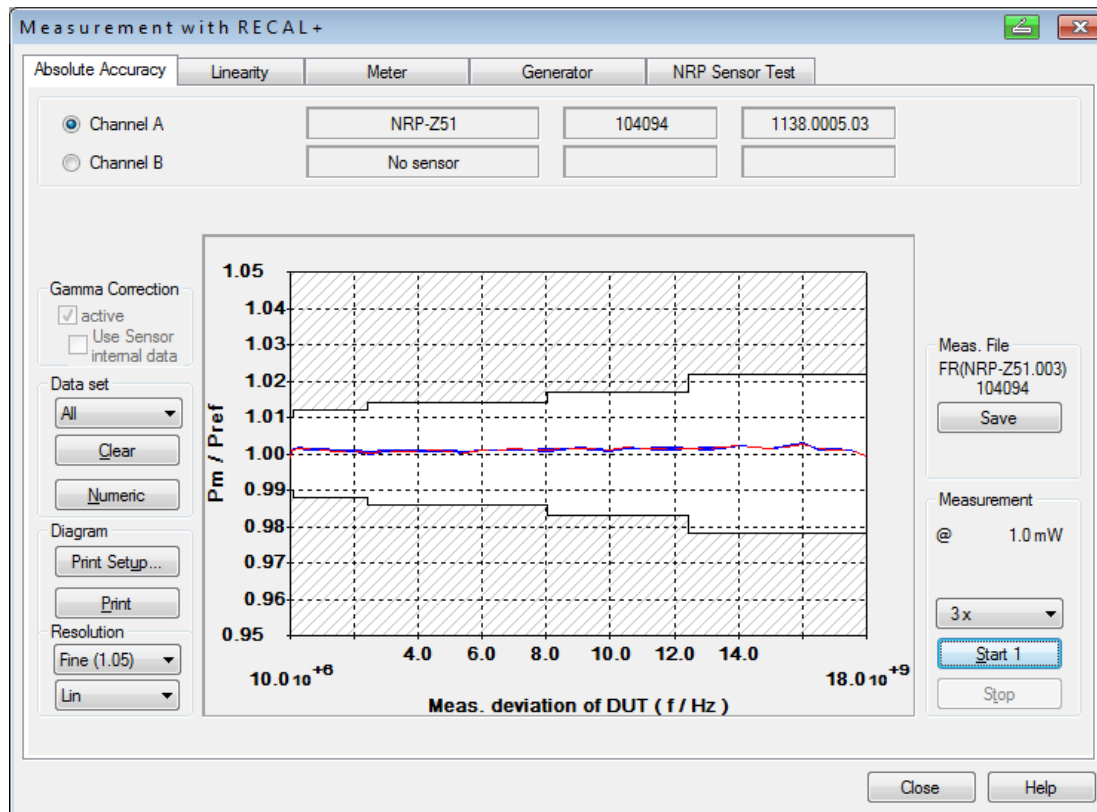 Measurement with RECAL+
Absolute Accuracy
Linearity
Meter
Generator
NRP Sensor Test
Channel A
NRP-Z51
104094
1138.0005.03
Channel B
No sensor
Gamma Correction
active
Use Sensor
internal data
Data set
All
Clear
Numeric
Diagram
Print Setup...
Print
Resolution
Fine (1.05)
Lin
Pm / Pref
1.05
1.04
1.03
1.02
1.01
1.00
0.99
0.98
0.97
0.96
0.95
4.0 6.0 8.0 10.0 12.0 14.0
10.0 10 +6 18.0 10 +9
Meas. deviation of DUT ( f / Hz )
Meas. File
FR(NRP-Z51.003)
104094
Save
Measurement
@ 1.0 mW
3 x
Start 1
Stop
Close
Help